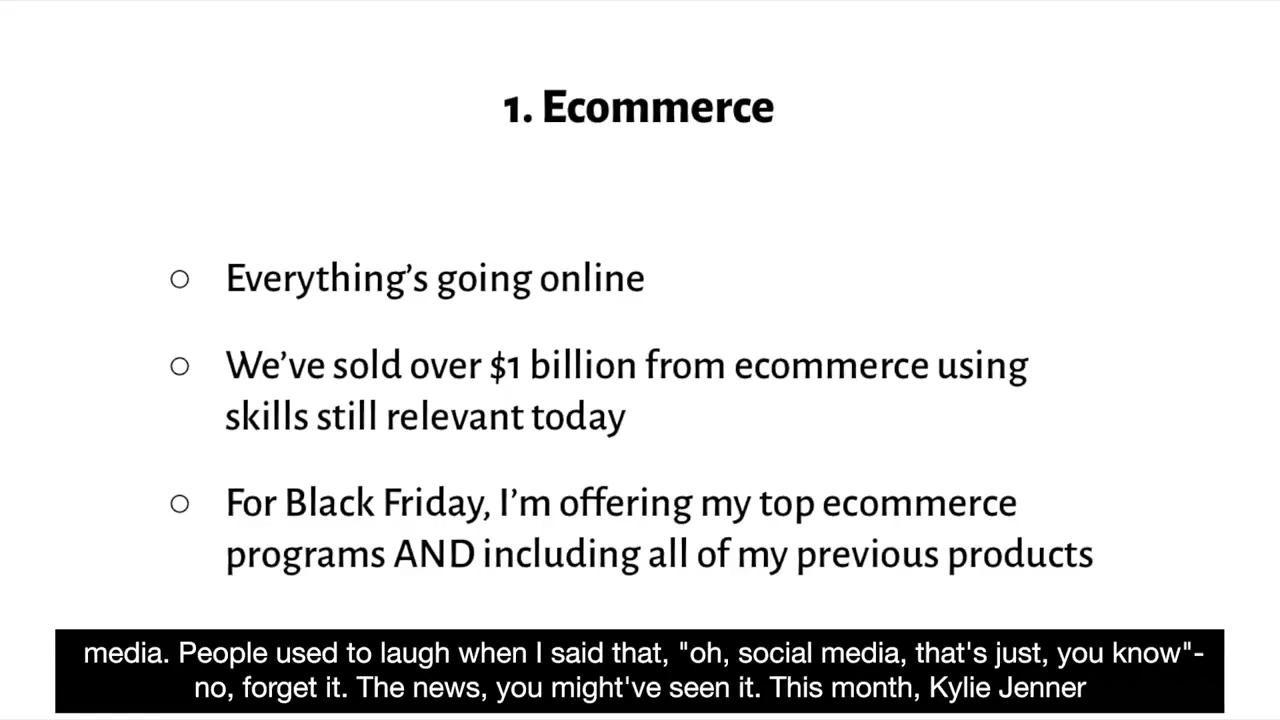 1. Ecommerce
○ Everything’s going online
○ We’ve sold over $1 billion from ecommerce using
skills still relevant today
○ For Black Friday, I’m offering my top ecommerce
programs AND including all of my previous products
media. People used to laugh when I said that, "oh, social media, that's just, you know"-
no, forget it. The news, you might've seen it. This month, Kylie Jenner